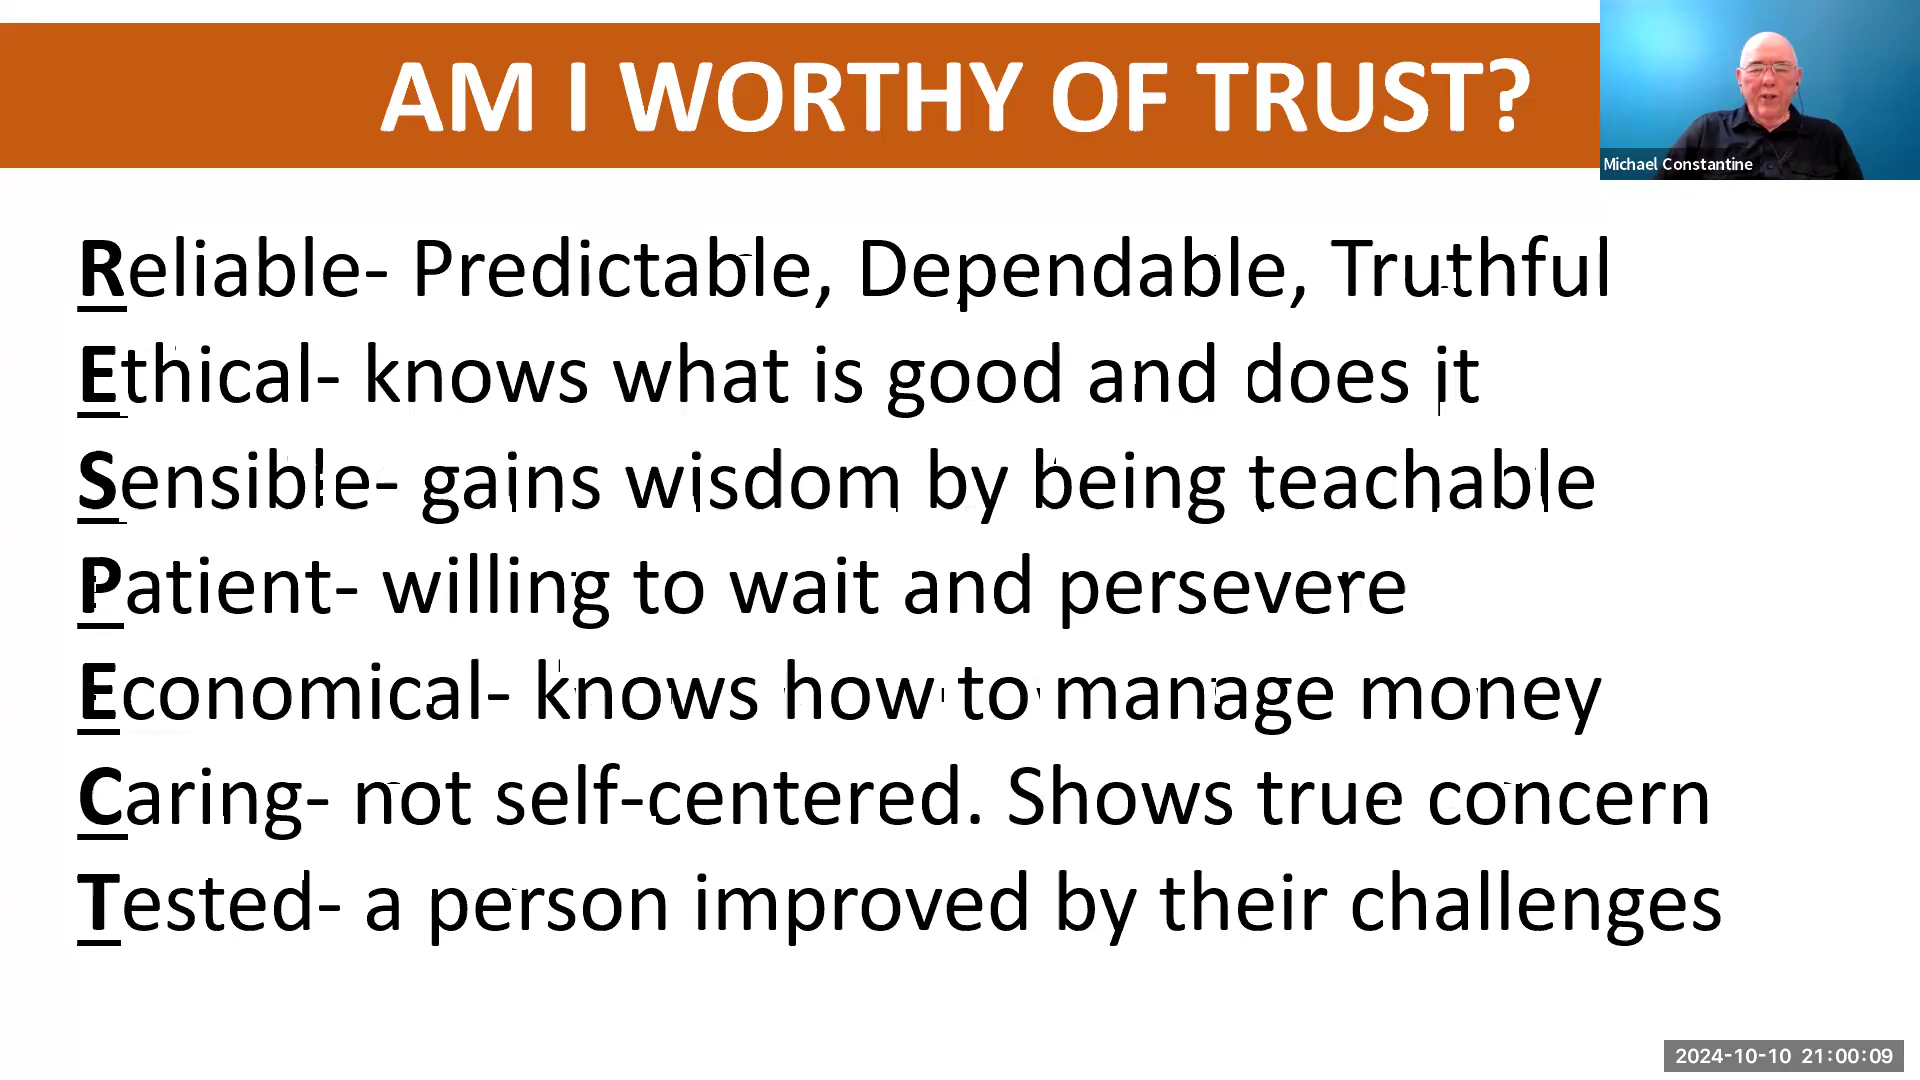 AM I WORTHY OF TRUST?
Michael Constantine
Reliable- Predictable, Dependable, Truthful
Ethical- knows what is good and does it
Sensible- gains wisdom by being teachable
Patient- willing to wait and persevere
Economical- knows how to manage money
Caring- not self-centered. Shows true concern
Tested- a person improved by their challenges
2024-10-10 21:00:09